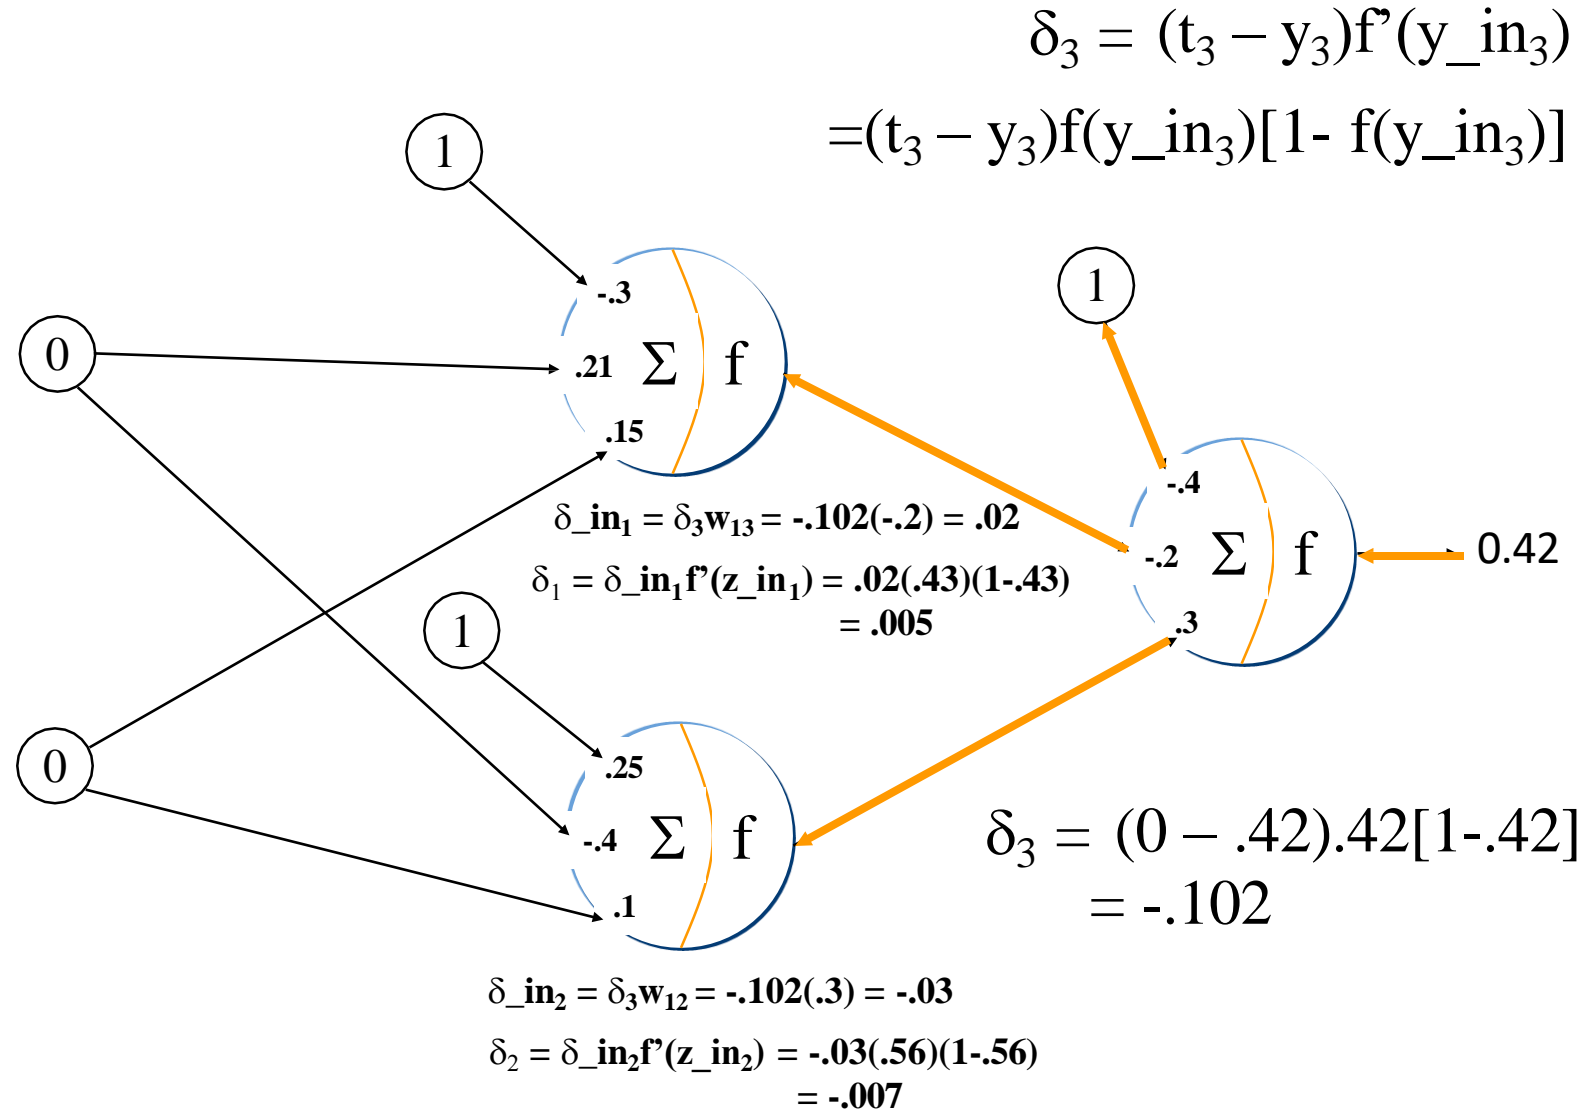 δ₃ = (t₃ – y₃)f’(y_in₃)
=(t₃ – y₃)f(y_in₃)[1- f(y_in₃)]
1
-.3
0
.21 Σ f
.15
1
-.4
-.2 Σ f
.3
0.42
δ_in₁ = δ₃w₁₃ = -.102(-.2) = .02
δ₁ = δ_in₁f’(z_in₁) = .02(.43)(1-.43)
= .005
1
0
.25
-.4 Σ f
.1
δ₃ = (0 – .42).42[1-.42]
= -.102
δ_in₂ = δ₃w₁₂ = -.102(.3) = -.03
δ₂ = δ_in₂f’(z_in₂) = -.03(.56)(1-.56)
= -.007